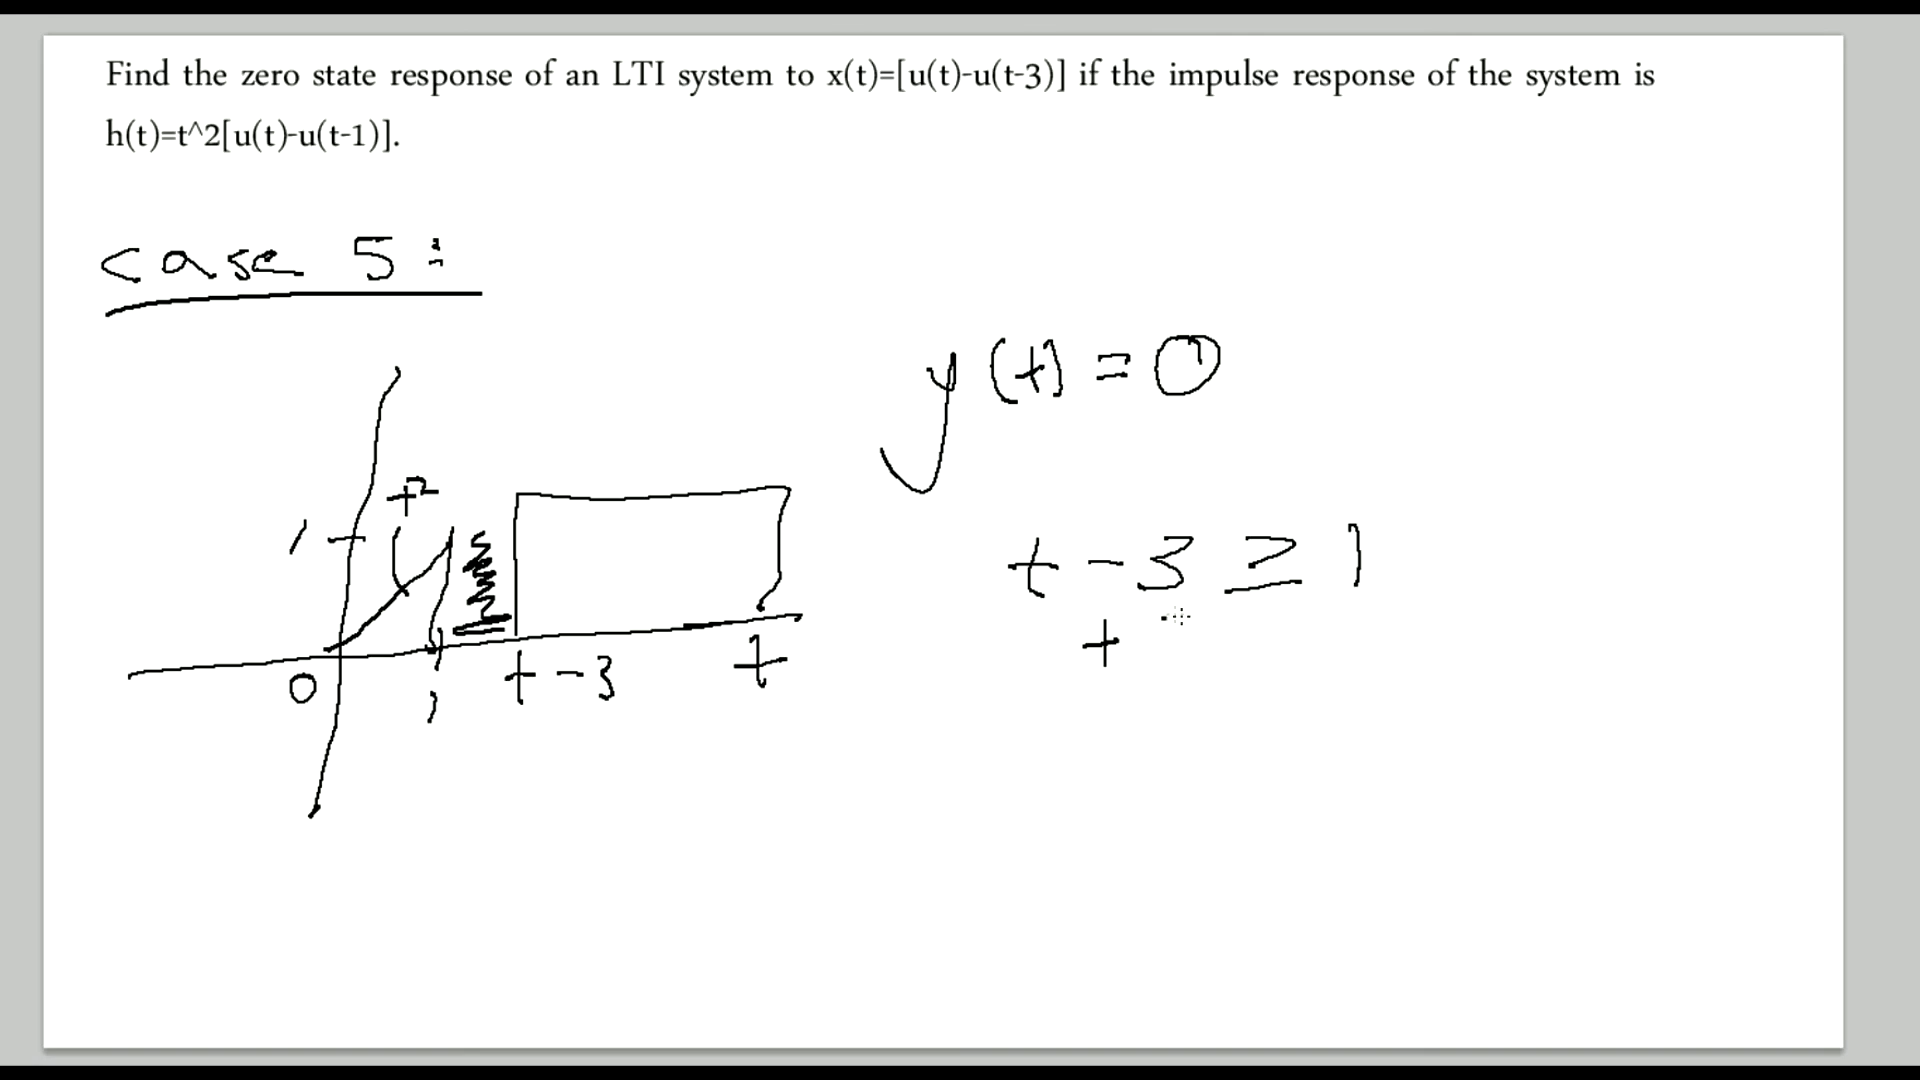 Find the zero state response of an LTI system to x(t)=[u(t)-u(t-3)] if the impulse response of the system is
h(t)=t^2[u(t)-u(t-1)].
case 5:
y(t) = 0
t²
1
t - 3 ≥ 1
t
0
1
t - 3
t